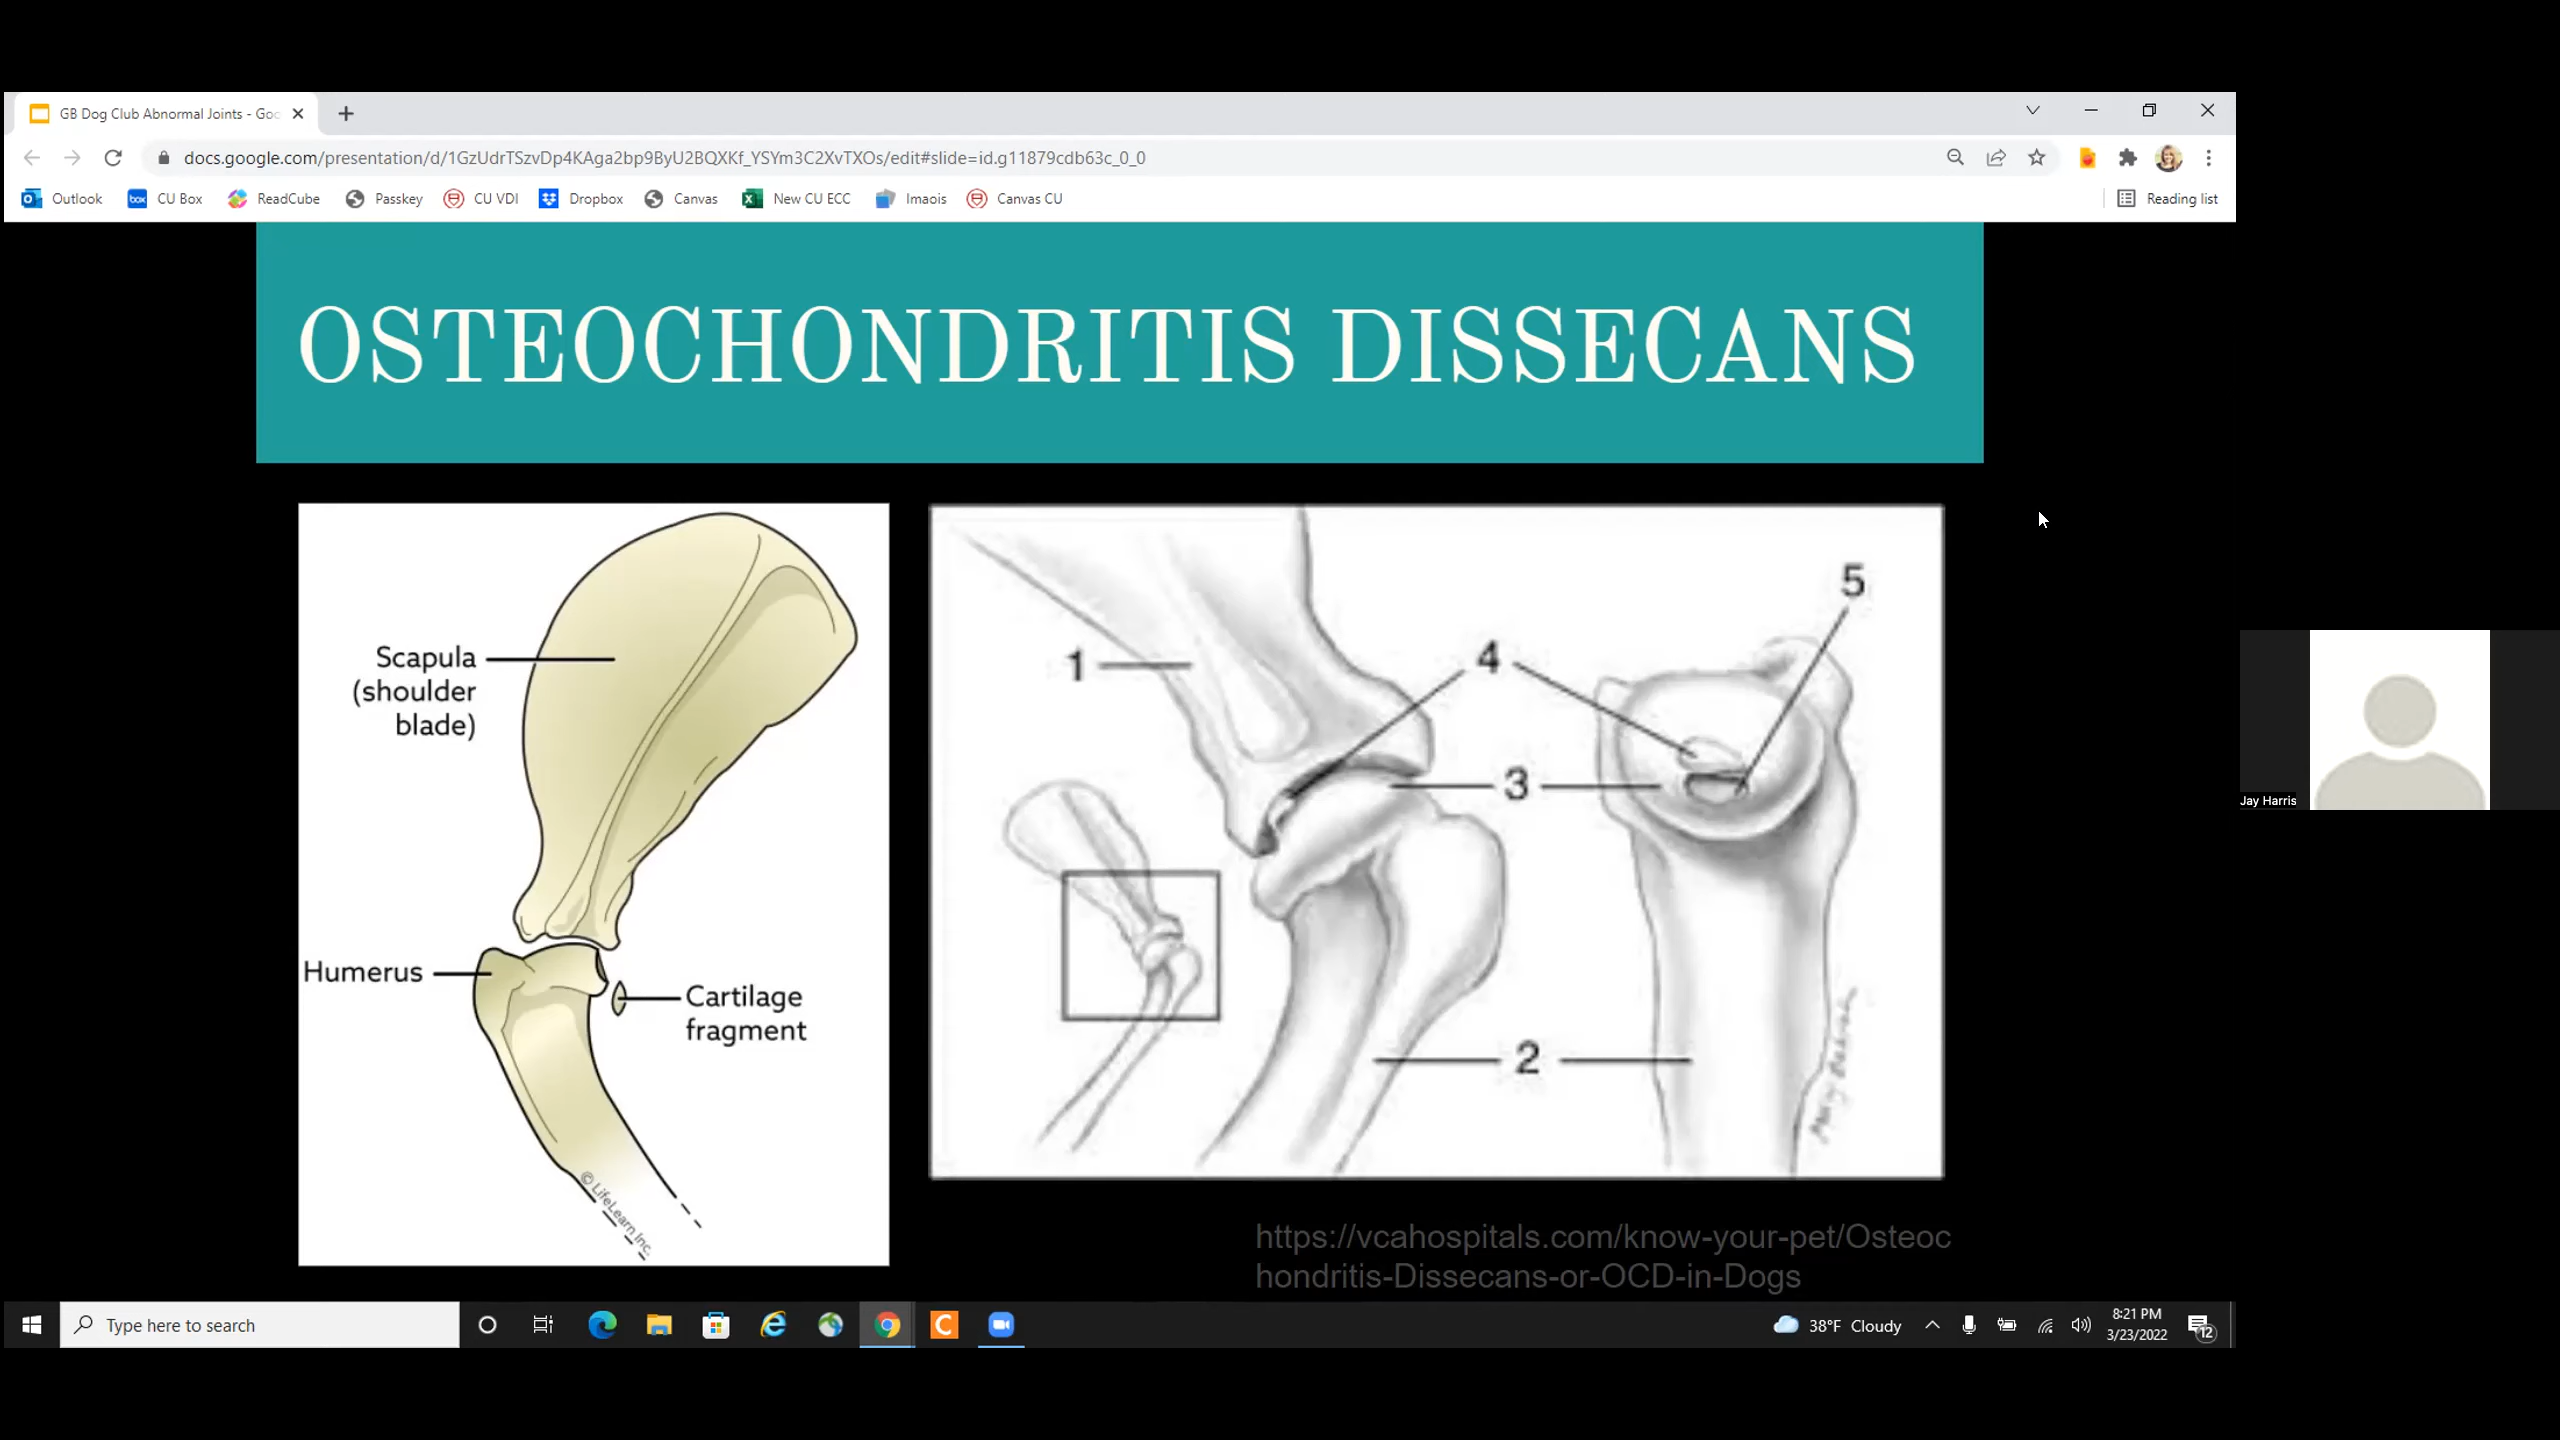 GB Dog Club Abnormal Joints - Goo
docs.google.com/presentation/d/1GzUdrTSzvDp4KAga2bp9ByU2BQXKf_YSYm3C2XvTXOs/edit#slide=id.g11879cdb63c_0_0
Outlook CU Box ReadCube Passkey CU VDI Dropbox Canvas New CU ECC Imaois Canvas CU Reading list
OSTEOCHONDRITIS DISSECANS
Scapula
(shoulder
blade)
Humerus
Cartilage
fragment
© LifeLearn Inc.
5
4
1
3
2
https://vcahospitals.com/know-your-pet/Osteoc
hondritis-Dissecans-or-OCD-in-Dogs
Jay Harris
Type here to search
38°F Cloudy
8:21 PM
3/23/2022
12